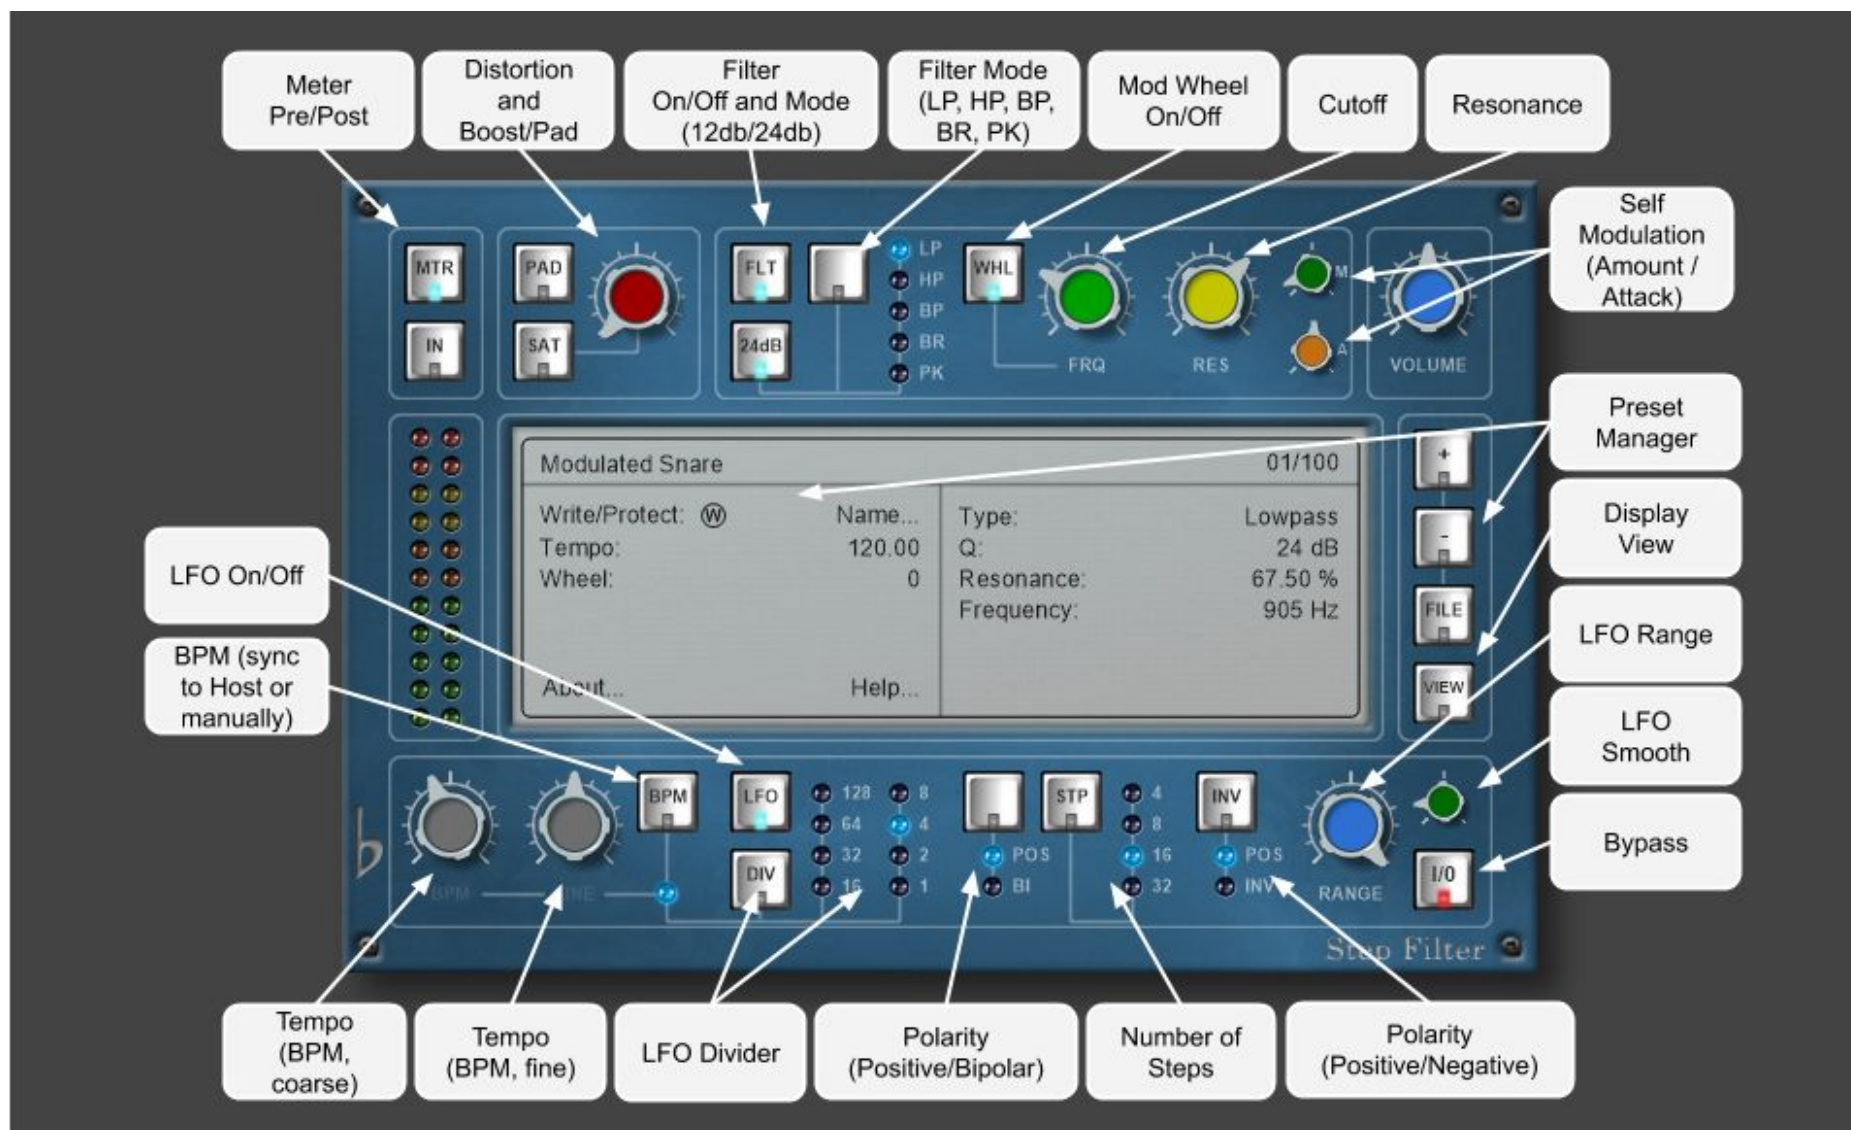 Meter
Pre/Post
Distortion
and
Boost/Pad
Filter
On/Off and Mode
(12db/24db)
Filter Mode
(LP, HP, BP,
BR, PK)
Mod Wheel
On/Off
Cutoff
Resonance
Self
Modulation
(Amount /
Attack)
MTR
IN
PAD
SAT
FLT
24dB
LP
HP
BP
BR
PK
WHL
FRQ
RES
M
A
VOLUME
Preset
Manager
Display
View
LFO Range
LFO
Smooth
Bypass
Modulated Snare 01/100
Write/Protect: Ⓦ Name...
Tempo: 120.00
Wheel: 0
About... Help...
Type: Lowpass
Q: 24 dB
Resonance: 67.50 %
Frequency: 905 Hz
+
-
FILE
VIEW
LFO On/Off
BPM (sync
to Host or
manually)
BPM
FINE
BPM
LFO
DIV
128 8
64 4
32 2
16 1
POS
BI
STP
4
8
16
32
INV
POS
INV
RANGE
I/0
Step Filter
Tempo
(BPM,
coarse)
Tempo
(BPM, fine)
LFO Divider
Polarity
(Positive/Bipolar)
Number of
Steps
Polarity
(Positive/Negative)